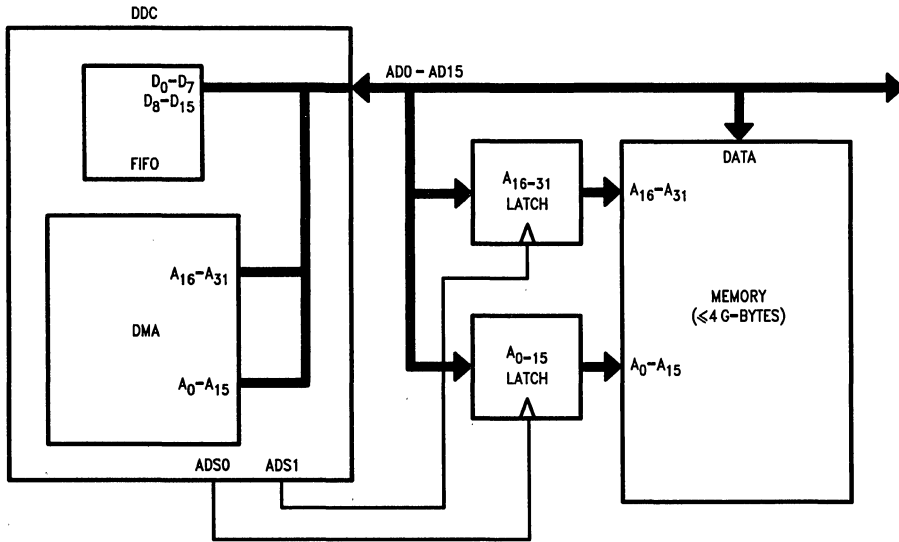 DDC
D0–D7
D8–D15
FIFO
AD0 – AD15
A16–31
LATCH
DATA
A16–A31
A16–A31
DMA
MEMORY
(≤4 G–BYTES)
A0–15
LATCH
A0–A15
A0–A15
ADS0 ADS1